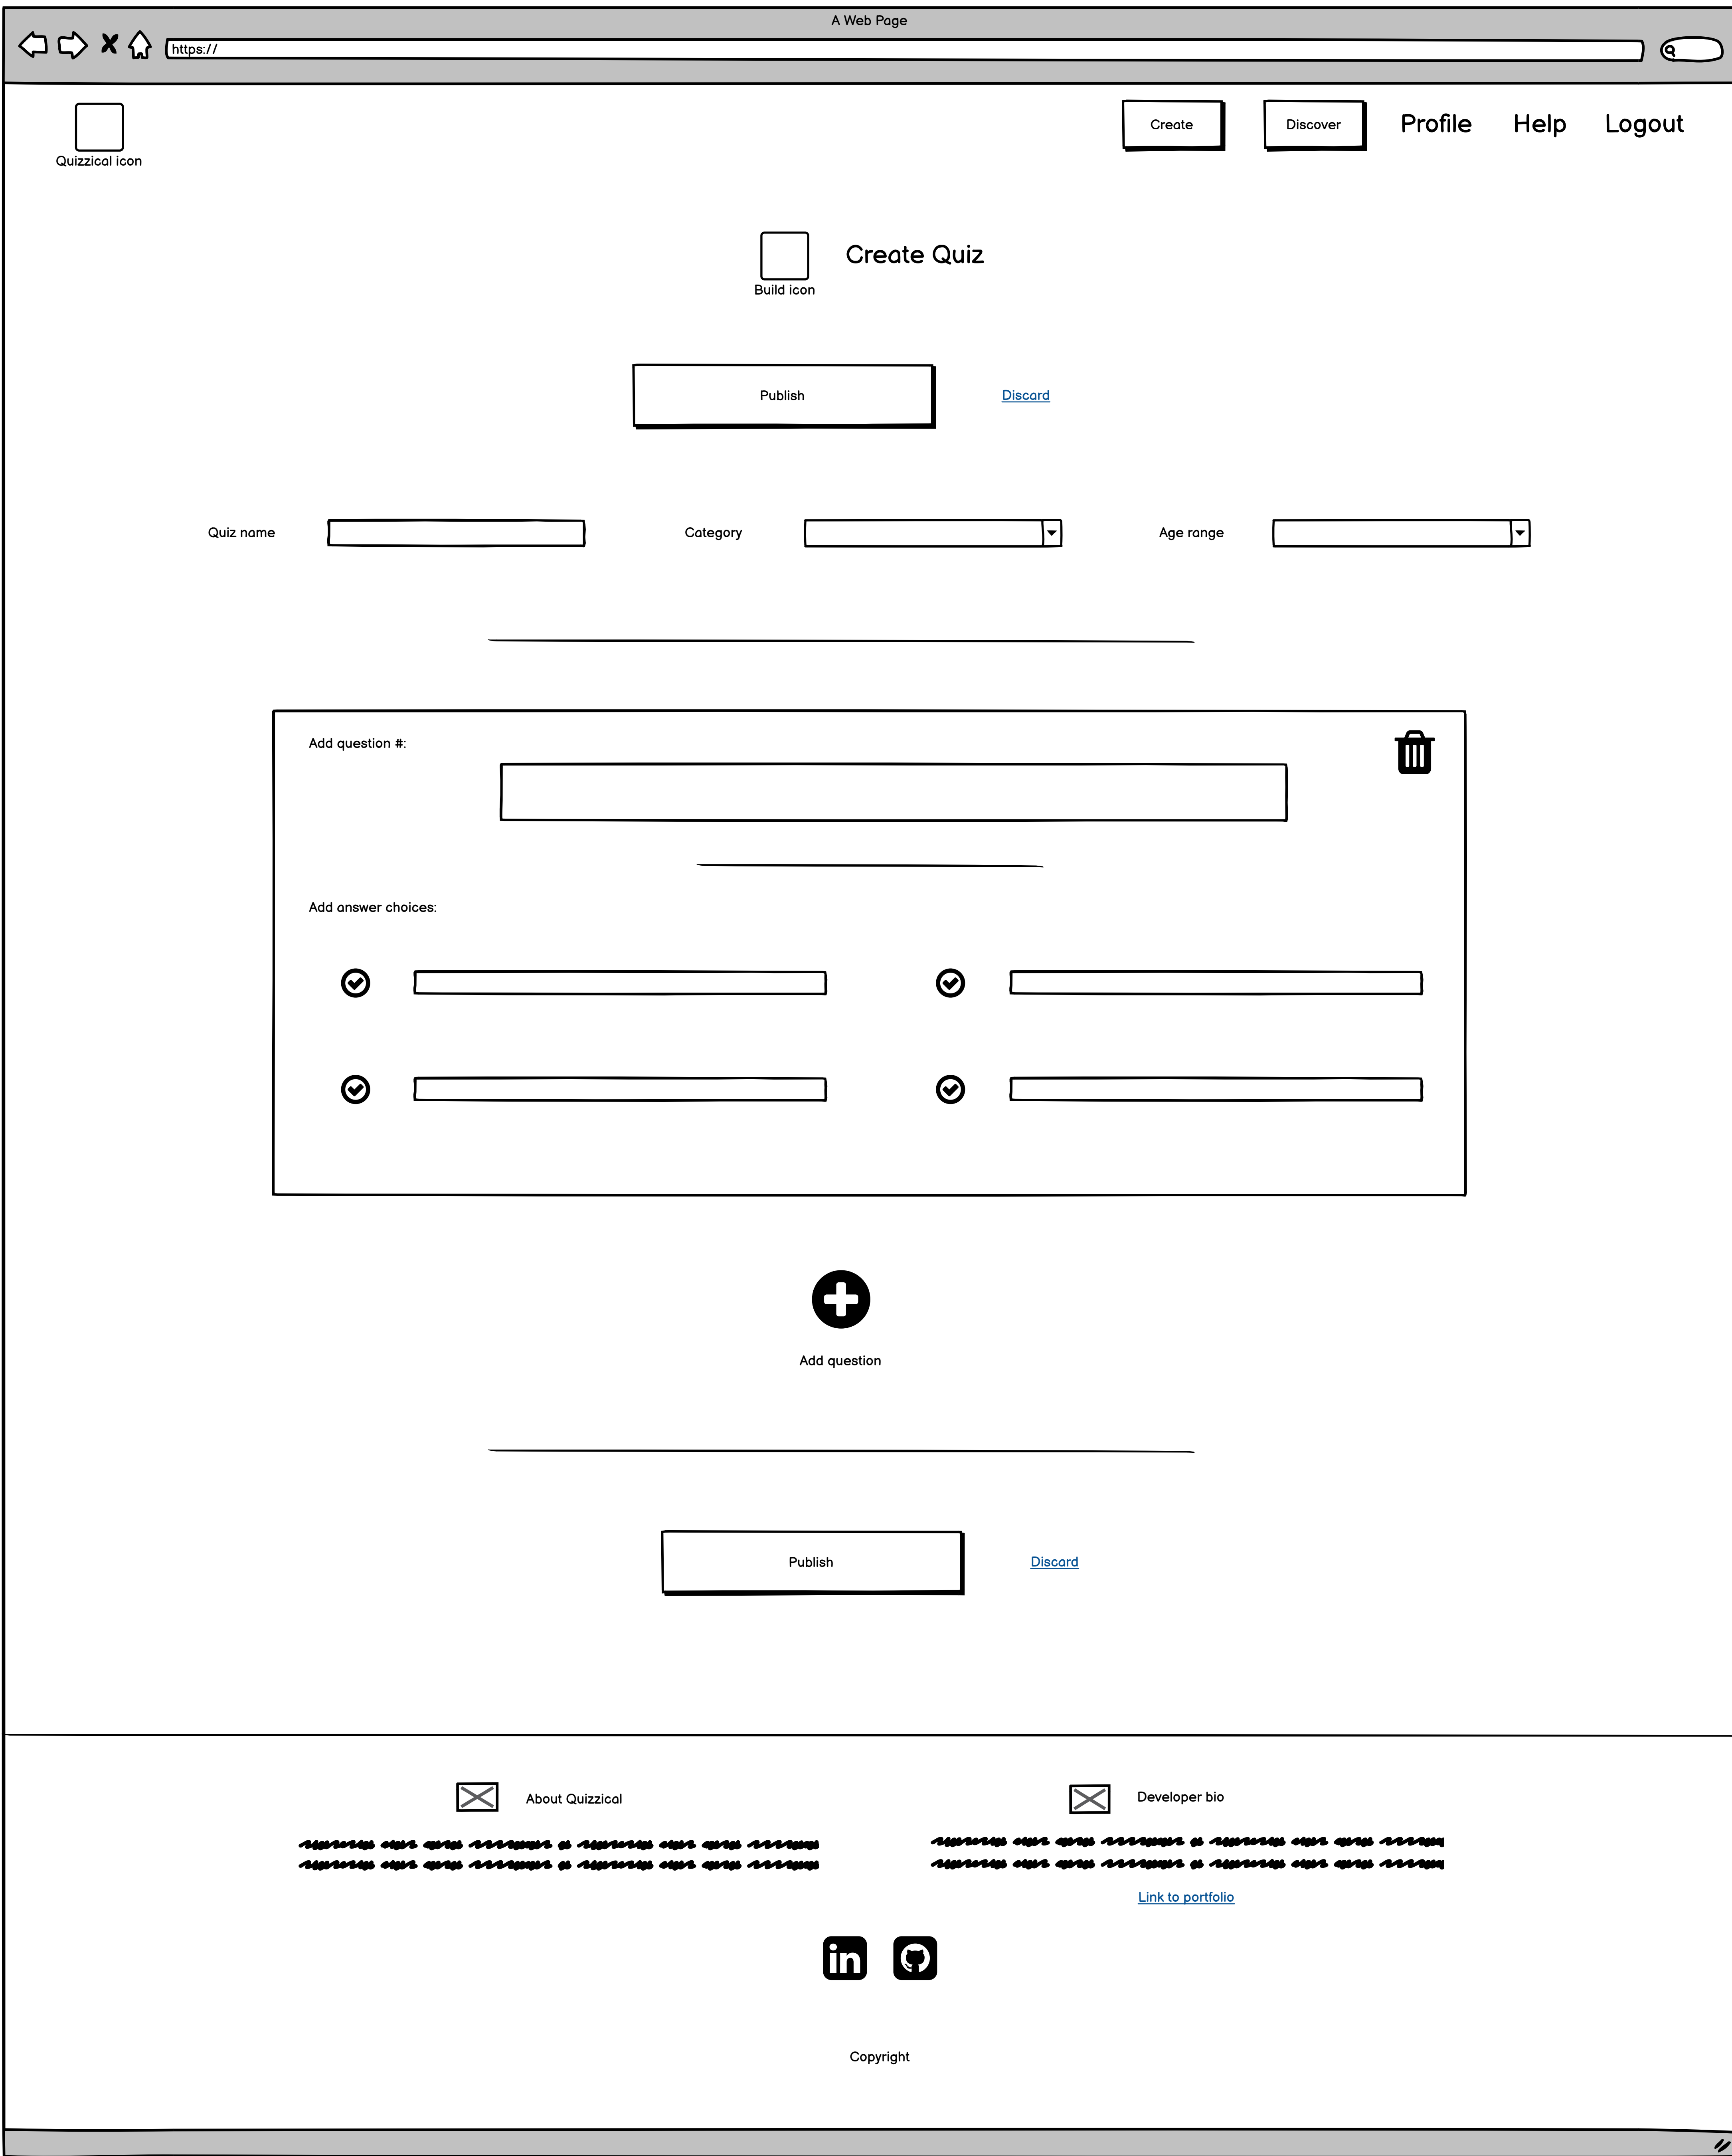 A Web Page
https://
Create
Discover
Profile
Help
Logout
Quizzical icon
Create Quiz
Build icon
Publish
Discard
Quiz name
Category
Age range
Add question #:
Add answer choices:
Add question
Publish
Discard
About Quizzical
Developer bio
Link to portfolio
in
Copyright